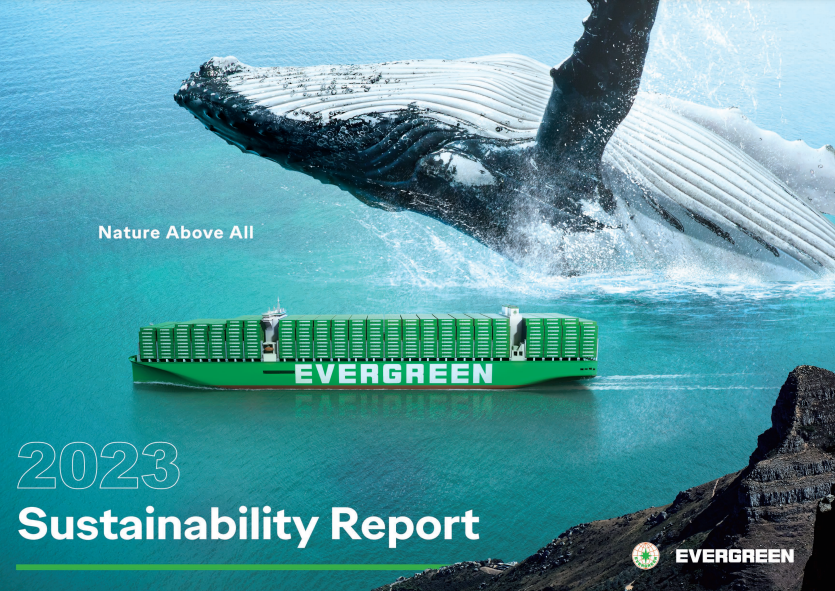 Nature Above All
EVERGREEN
2023
Sustainability Report
EVERGREEN